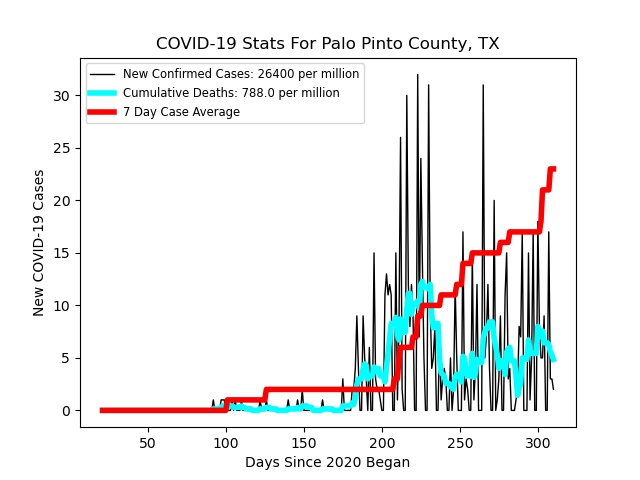 COVID-19 Stats For Palo Pinto County, TX
New Confirmed Cases: 26400 per million
Cumulative Deaths: 788.0 per million
7 Day Case Average
New COVID-19 Cases
30
25
20
15
10
5
0
50 100 150 200 250 300
Days Since 2020 Began